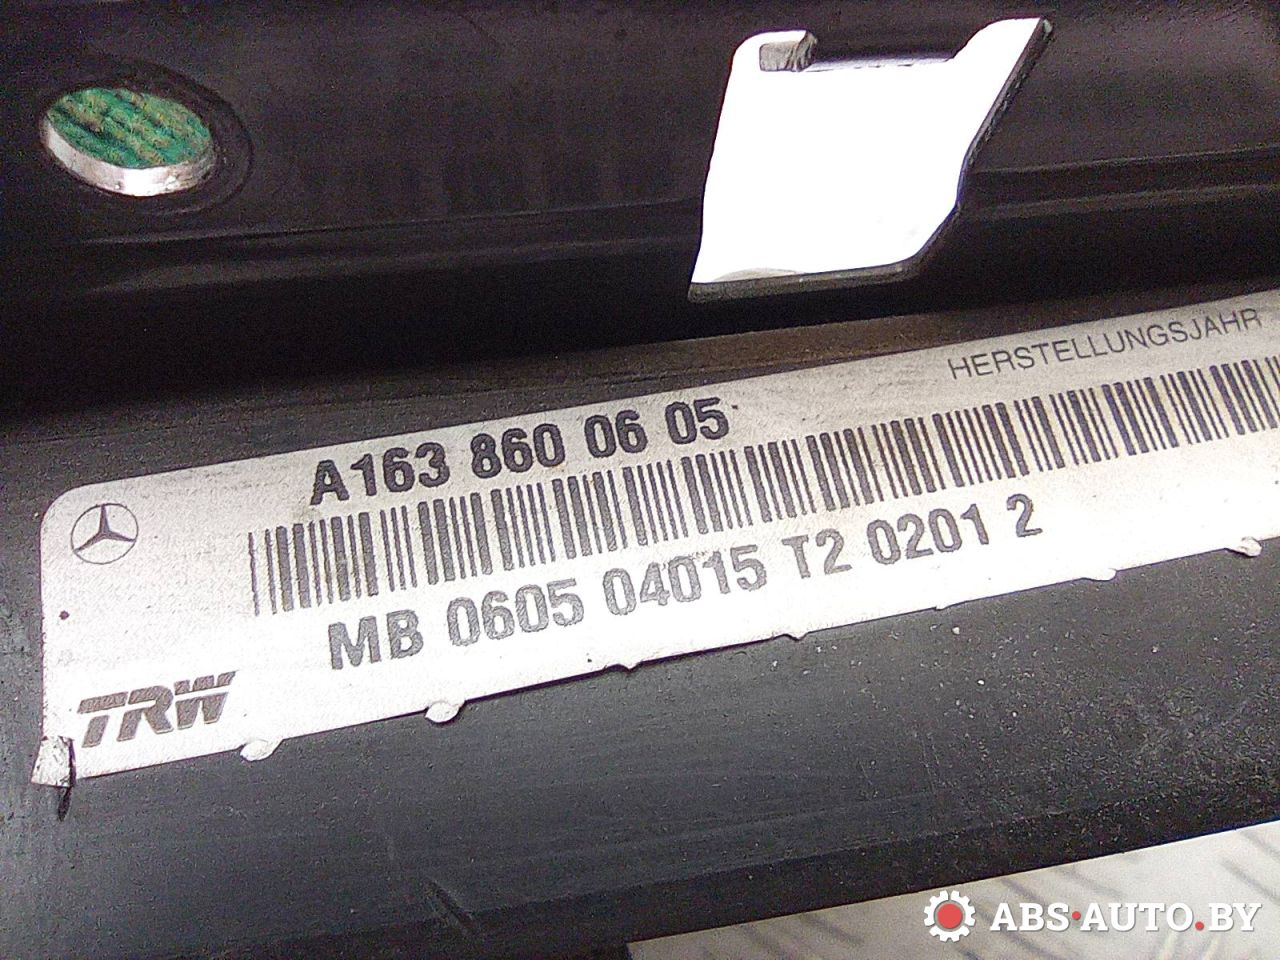 HERSTELLUNGSJAHR
A163 860 06 05
MB 0605 04015 T2 0201 2
TRW
ABS·AUTO.BY